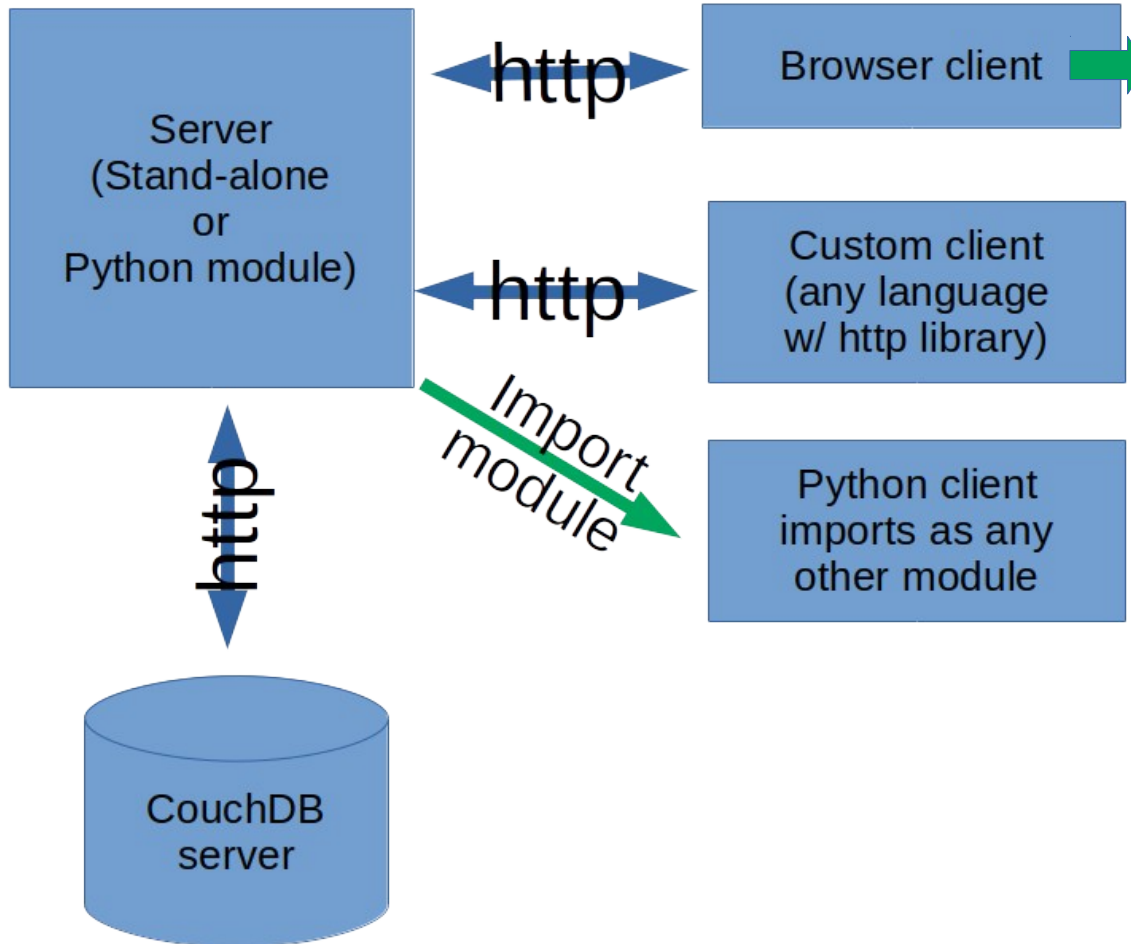 Server
(Stand-alone
or
Python module)
http
Browser client
http
Custom client
(any language
w/ http library)
Import
module
Python client
imports as any
other module
http
CouchDB
server